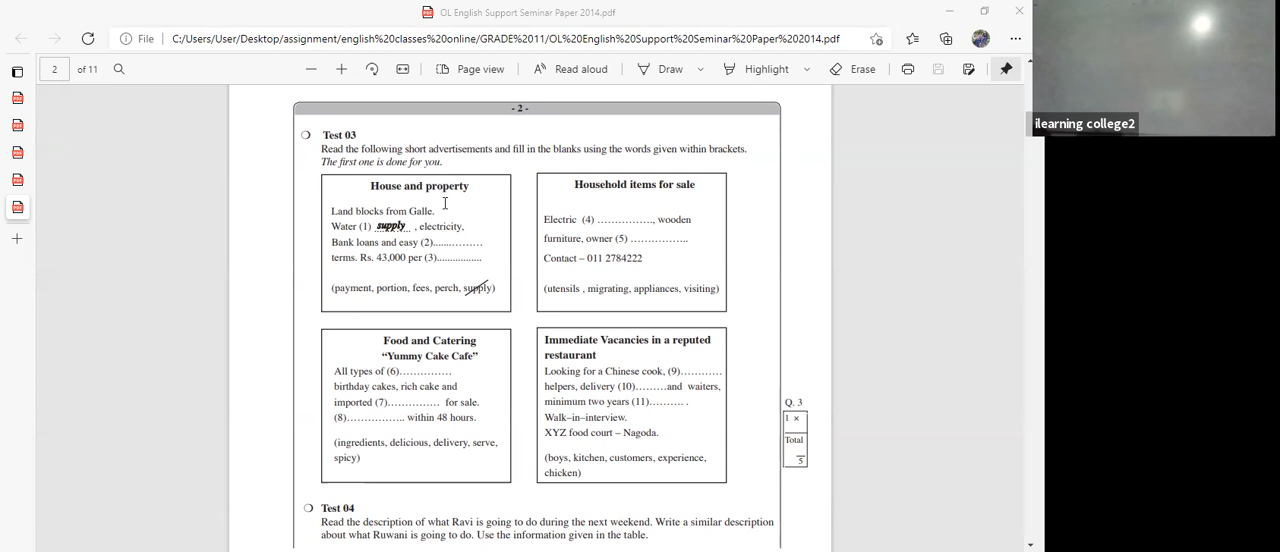 OL English Support Seminar Paper 2014.pdf
File
C:/Users/User/Desktop/assignment/english%20classes%20online/GRADE%2011/OL%20English%20Support%20Seminar%20Paper%202014.pdf
2 of 11
Page view
Read aloud
Draw
Highlight
Erase
ilearning college2
- 2 -
Test 03
Read the following short advertisements and fill in the blanks using the words given within brackets.
The first one is done for you.
House and property
Land blocks from Galle.
Water (1) supply , electricity,
Bank loans and easy (2)................
terms. Rs. 43,000 per (3)................
(payment, portion, fees, perch, supply)
Household items for sale
Electric (4) ……………., wooden
furniture, owner (5) ……………..
Contact – 011 2784222
(utensils , migrating, appliances, visiting)
Food and Catering
“Yummy Cake Cafe”
All types of (6)……………
birthday cakes, rich cake and
imported (7)…………… for sale.
(8)…………….. within 48 hours.
(ingredients, delicious, delivery, serve,
spicy)
Immediate Vacancies in a reputed
restaurant
Looking for a Chinese cook, (9)…………
helpers, delivery (10)………and waiters,
minimum two years (11)………. .
Walk–in–interview.
XYZ food court – Nagoda.
(boys, kitchen, customers, experience,
chicken)
Q. 3
1 ×
Total
5
Test 04
Read the description of what Ravi is going to do during the next weekend. Write a similar description
about what Ruwani is going to do. Use the information given in the table.